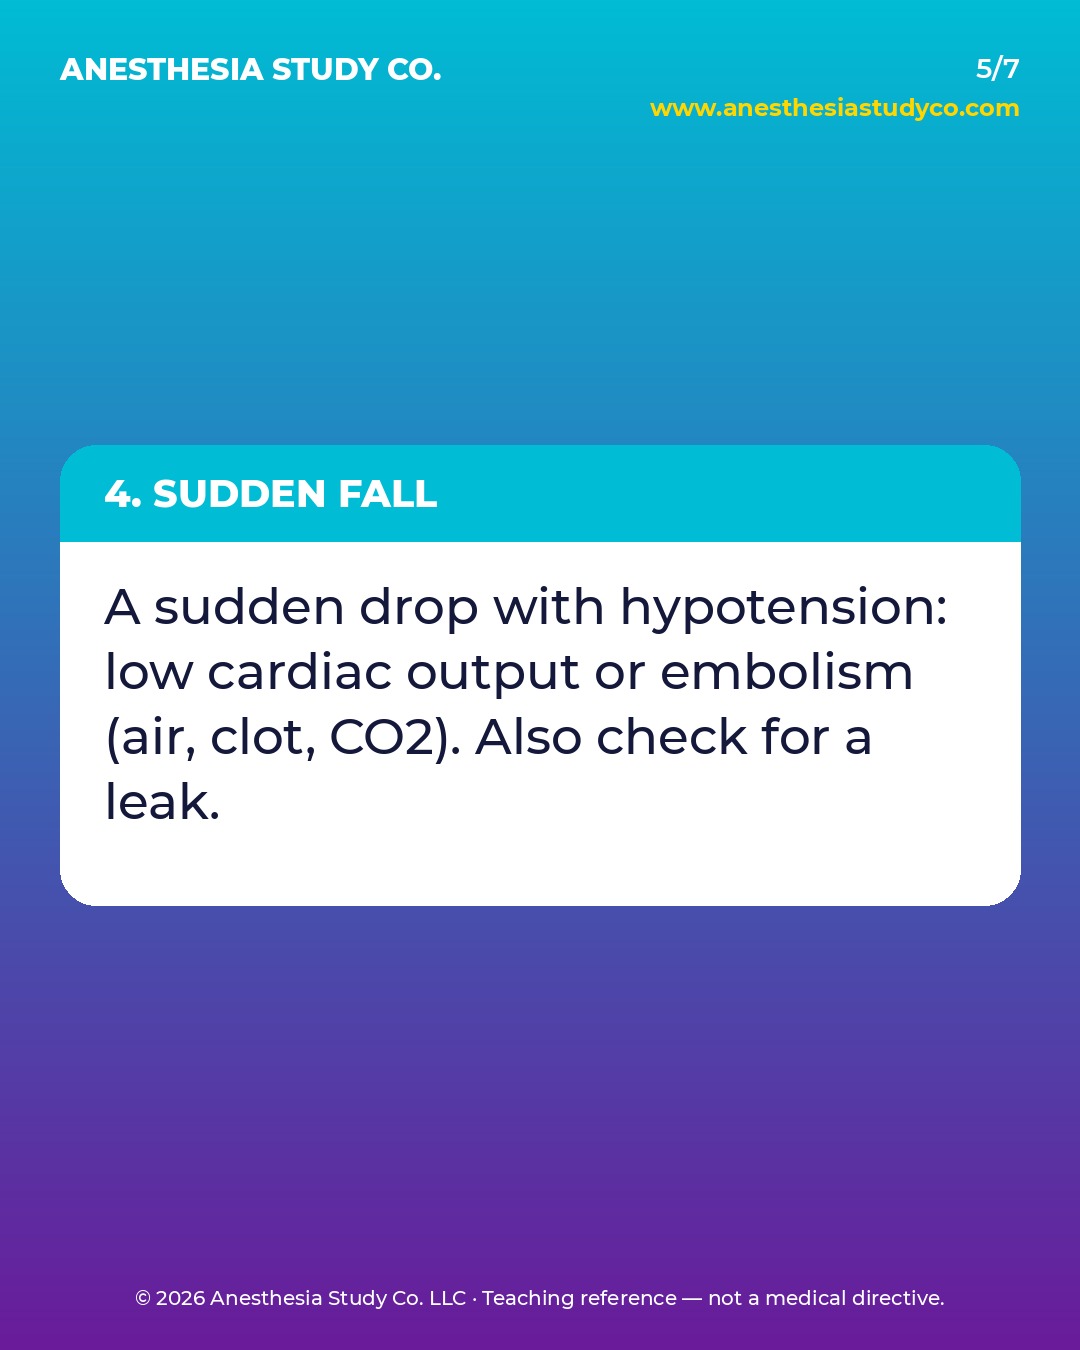 ANESTHESIA STUDY CO.
5/7
www.anesthesiastudyco.com
4. SUDDEN FALL
A sudden drop with hypotension:
low cardiac output or embolism
(air, clot, CO2). Also check for a
leak.
© 2026 Anesthesia Study Co. LLC · Teaching reference — not a medical directive.